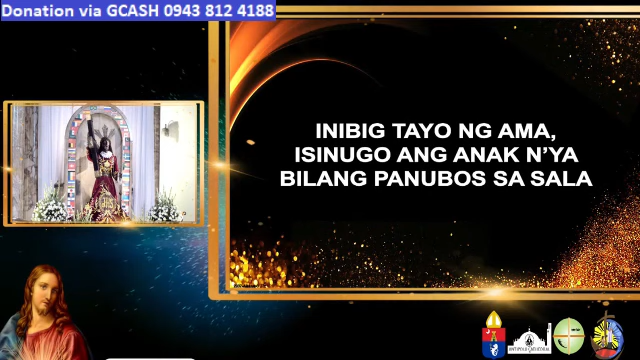 Donation via GCASH 0943 812 4188
INIBIG TAYO NG AMA,
ISINUGO ANG ANAK N’YA
BILANG PANUBOS SA SALA